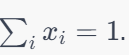 ∑ᵢ xᵢ = 1.